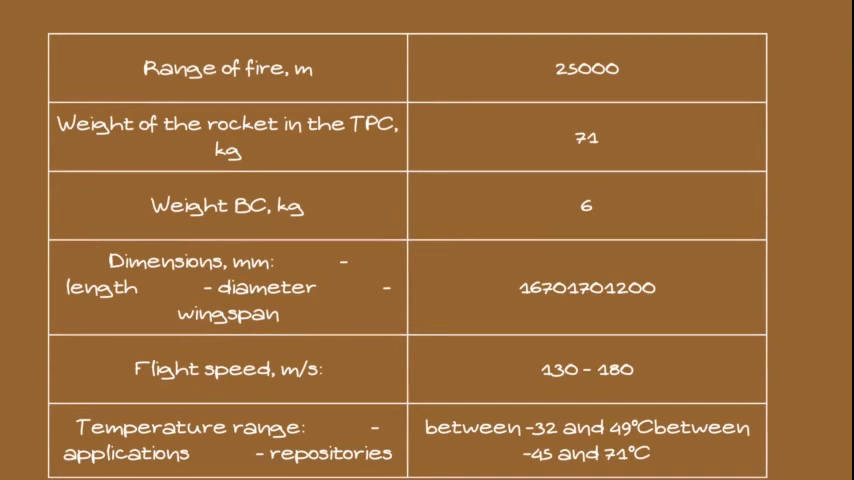 Range of fire, m
25000
Weight of the rocket in the TPC,
kg
71
Weight BC, kg
6
Dimensions, mm: -
length - diameter -
wingspan
16701701200
Flight speed, m/s:
130 - 180
Temperature range: -
applications - repositories
between -32 and 49°Cbetween
-45 and 71°C